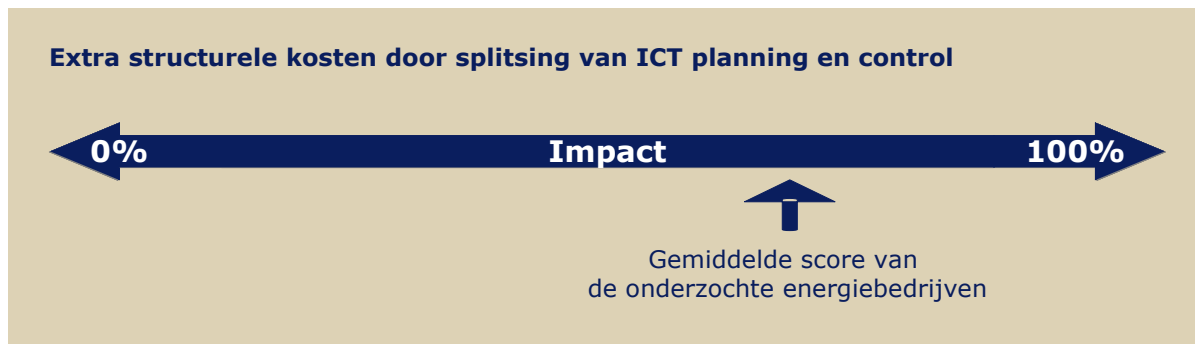 Extra structurele kosten door splitsing van ICT planning en control
0% Impact 100%
Gemiddelde score van
de onderzochte energiebedrijven